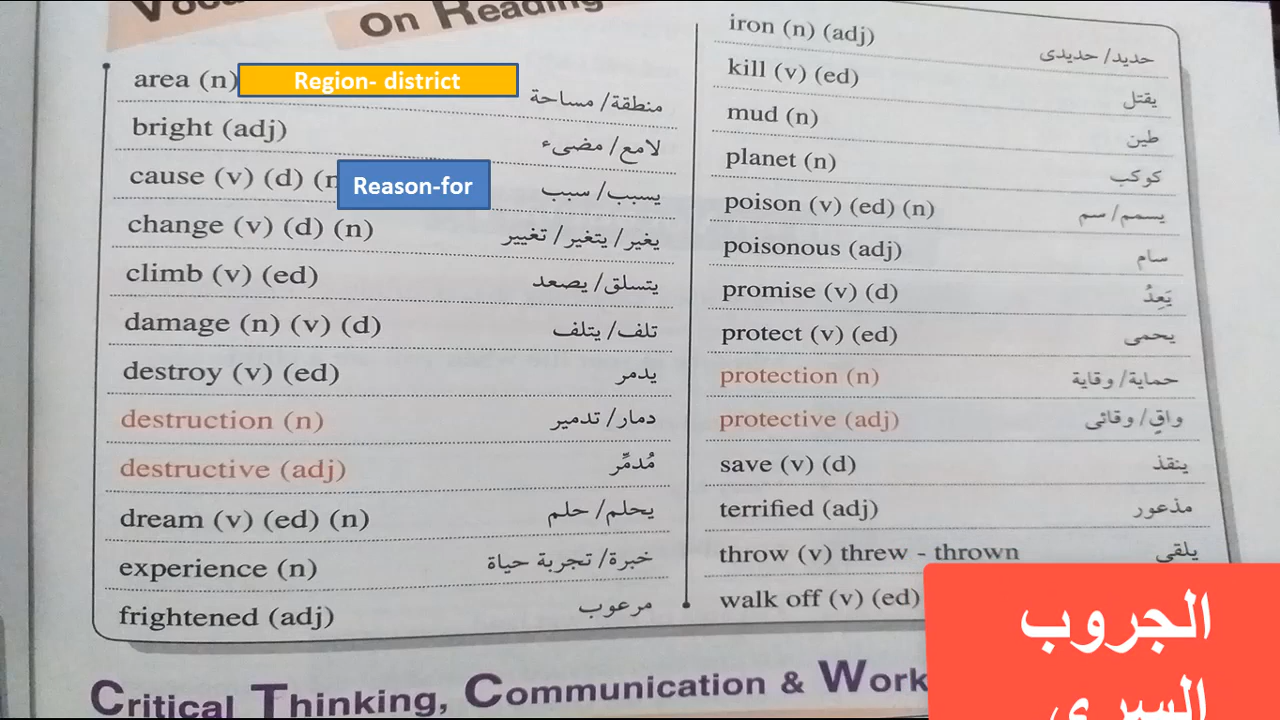 On Reading
area (n) Region- district منطقة/ مساحة
bright (adj) لامع/ مضىء
cause (v) (d) Reason-for يسبب/ سبب
change (v) (d) (n) يغير/ يتغير/ تغيير
climb (v) (ed) يتسلق/ يصعد
damage (n) (v) (d) تلف/ يتلف
destroy (v) (ed) يدمر
destruction (n) دمار/ تدمير
destructive (adj) مُدمِّر
dream (v) (ed) (n) يحلم/ حلم
experience (n) خبرة/ تجربة حياة
frightened (adj) مرعوب
iron (n) (adj) حديد/ حديدى
kill (v) (ed) يقتل
mud (n) طين
planet (n) كوكب
poison (v) (ed) (n) يسمم/ سم
poisonous (adj) سام
promise (v) (d) يَعِدُ
protect (v) (ed) يحمى
protection (n) حماية/ وقاية
protective (adj) واقٍ/ وقائى
save (v) (d) ينقذ
terrified (adj) مذعور
throw (v) threw - thrown يلقى
walk off (v) (ed)
Critical Thinking, Communication & Work
الجروب
السرى